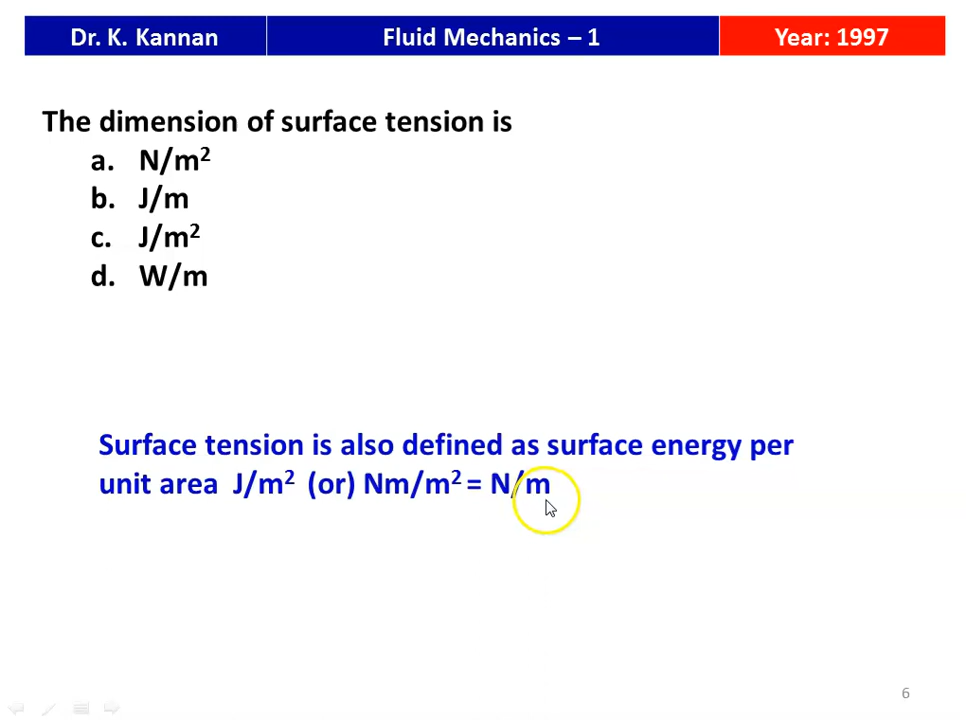 Dr. K. Kannan Fluid Mechanics – 1 Year: 1997
The dimension of surface tension is
a. N/m²
b. J/m
c. J/m²
d. W/m
Surface tension is also defined as surface energy per
unit area J/m² (or) Nm/m² = N/m
6